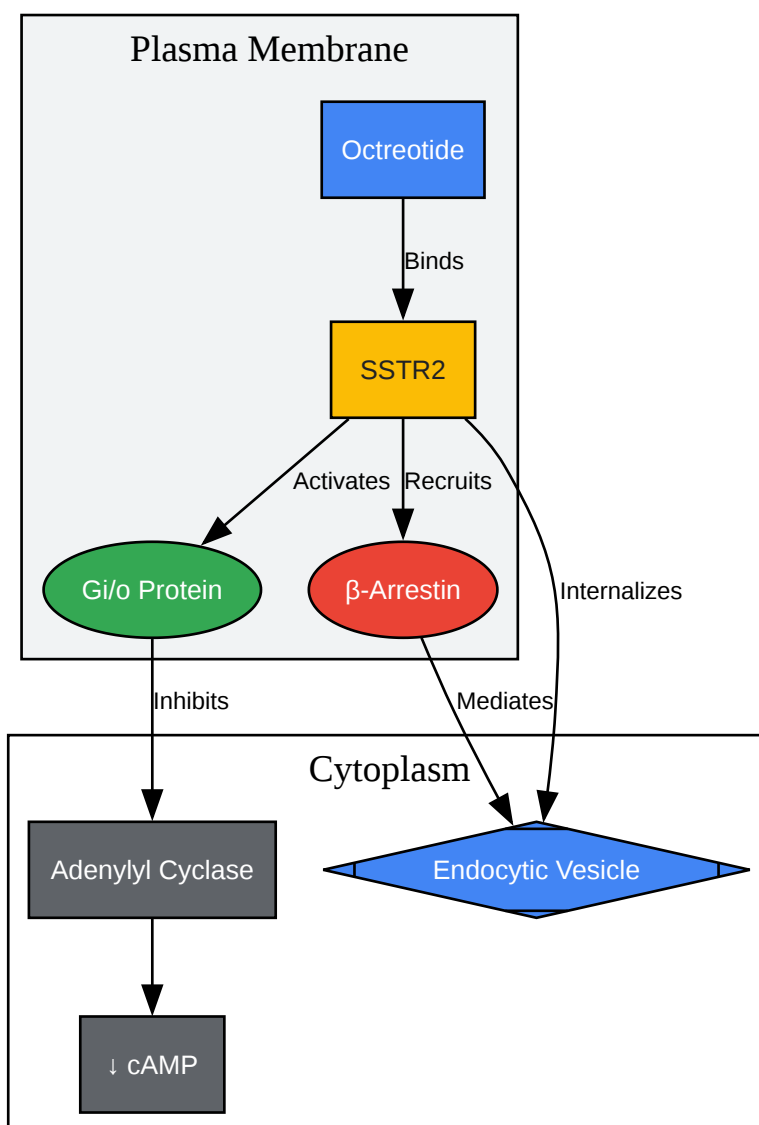 Plasma Membrane
Octreotide
Binds
SSTR2
Activates
Recruits
Gi/o Protein
β-Arrestin
Internalizes
Inhibits
Mediates
Cytoplasm
Adenylyl Cyclase
Endocytic Vesicle
↓ cAMP